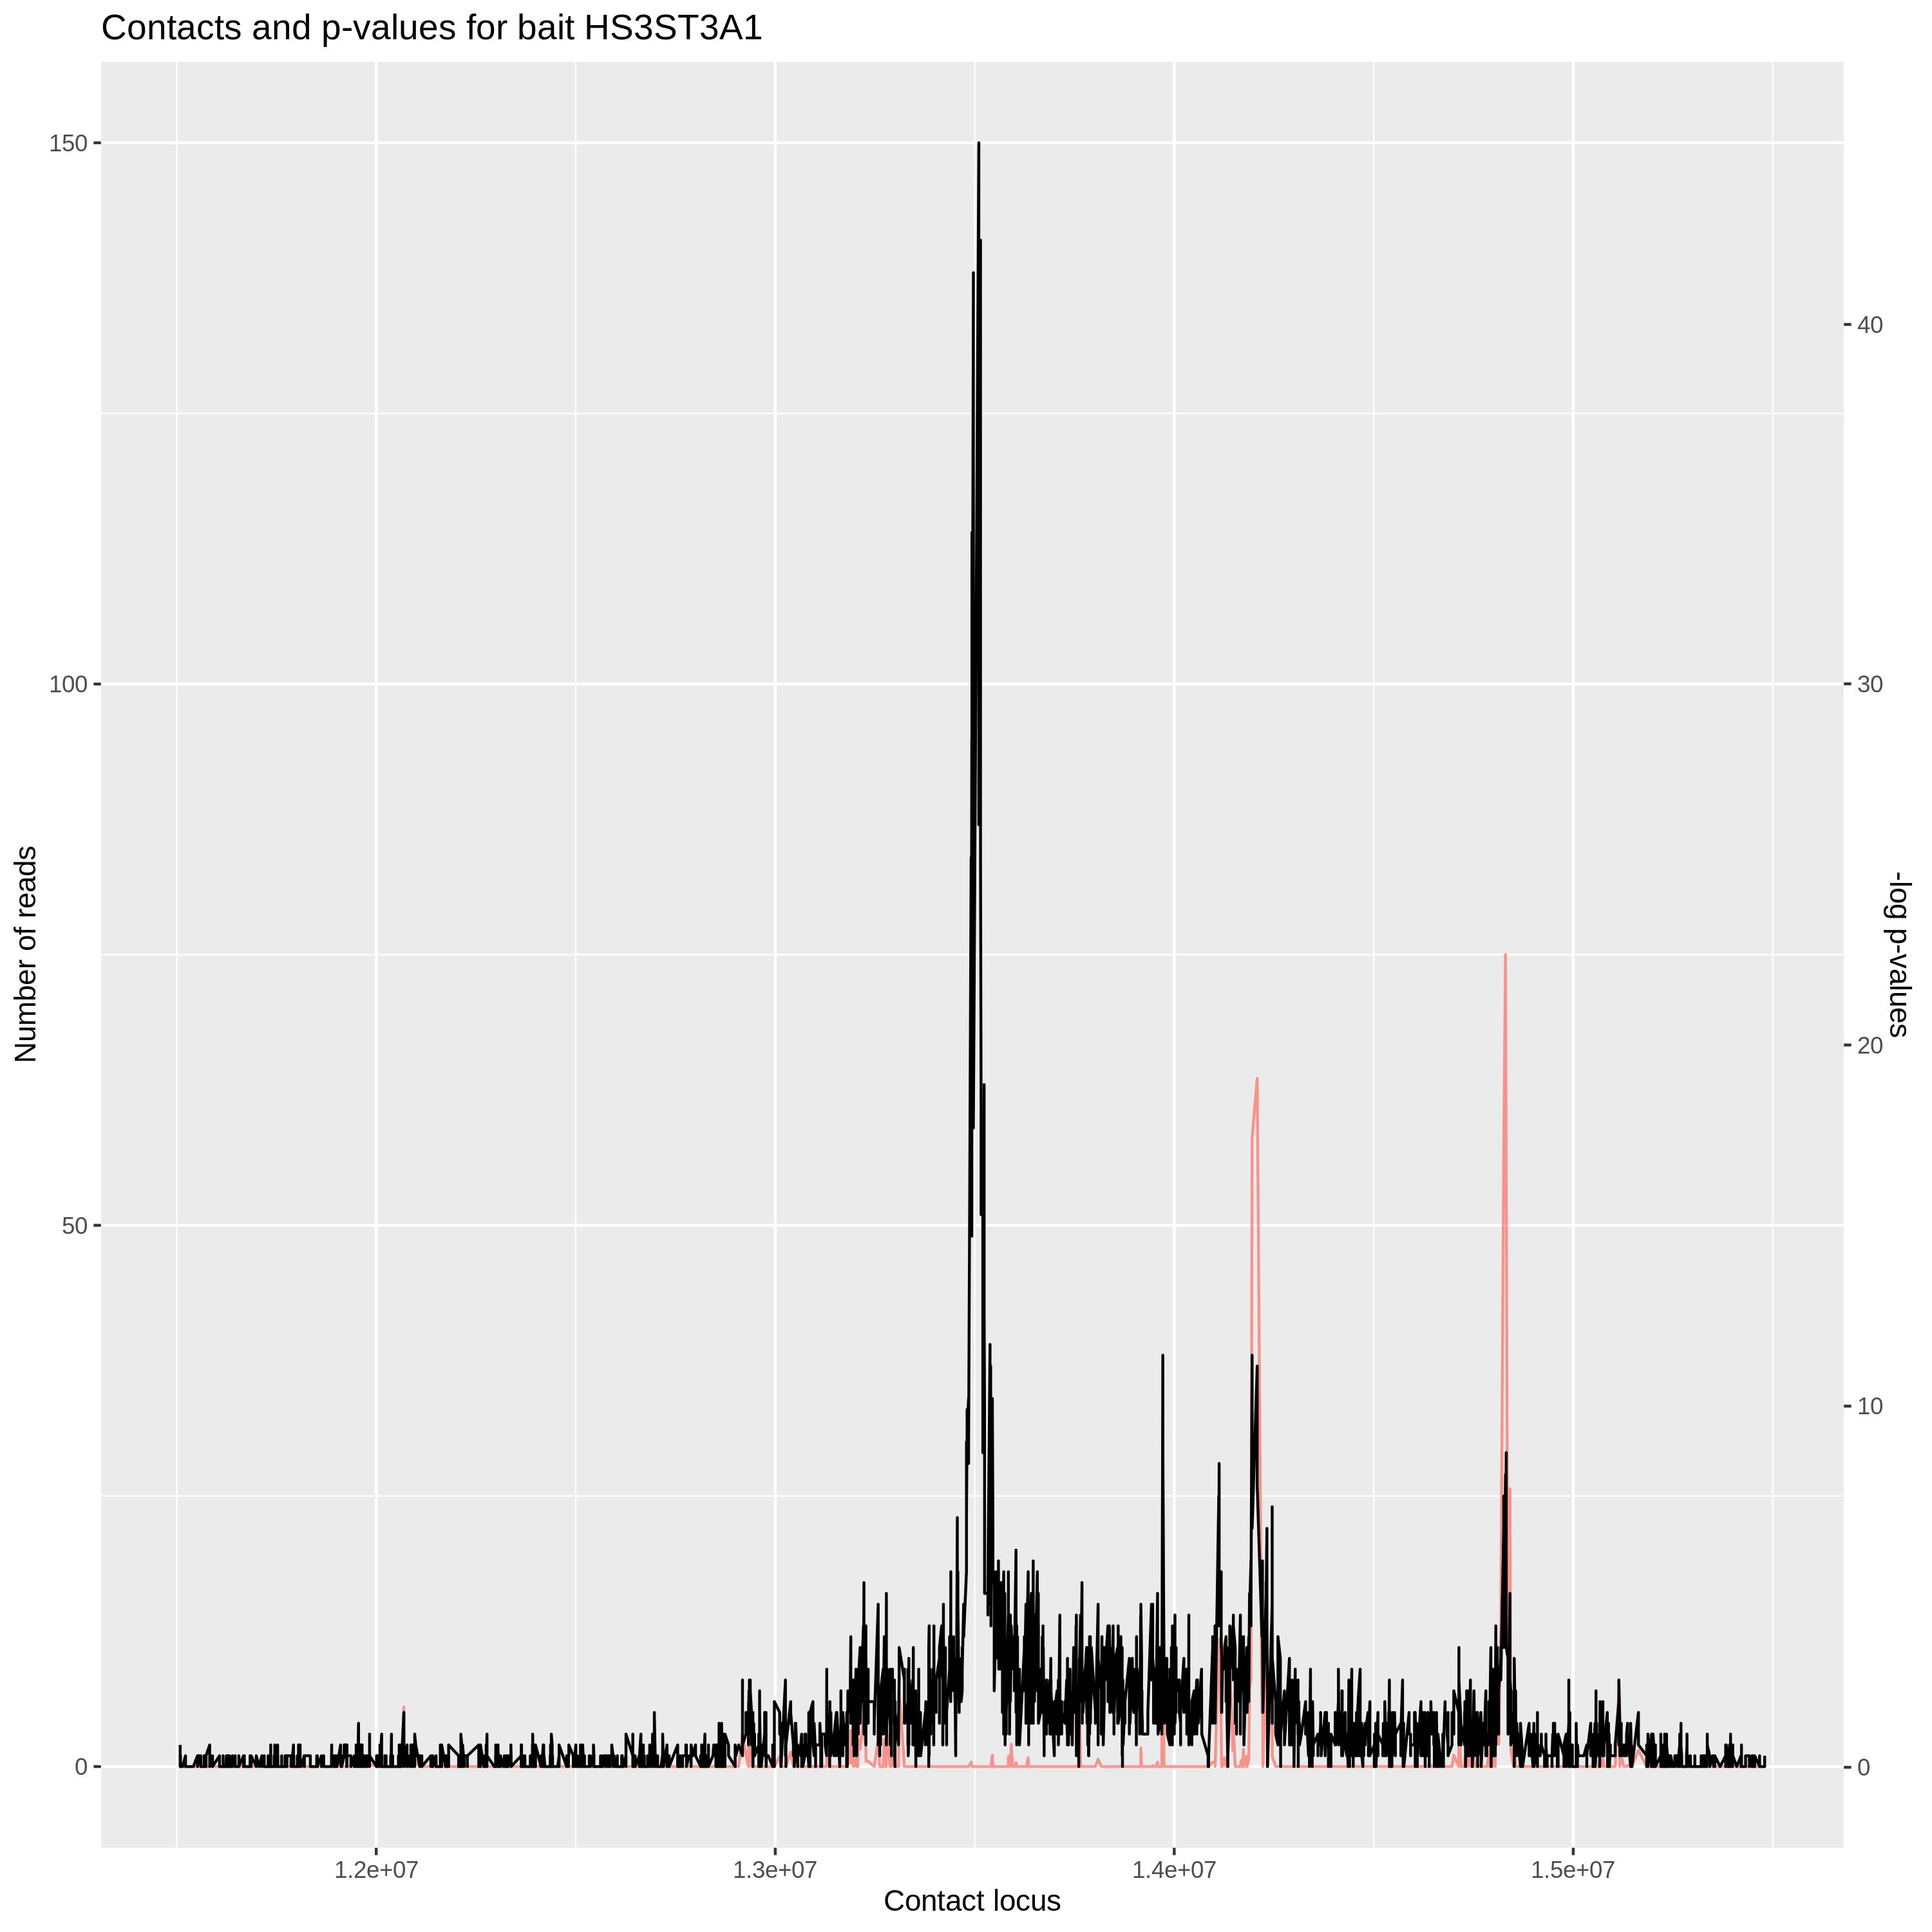 Contacts and p-values for bait HS3ST3A1
150
100
50
0
40
30
20
10
0
Number of reads
-log p-values
1.2e+07
1.3e+07
1.4e+07
1.5e+07
Contact locus